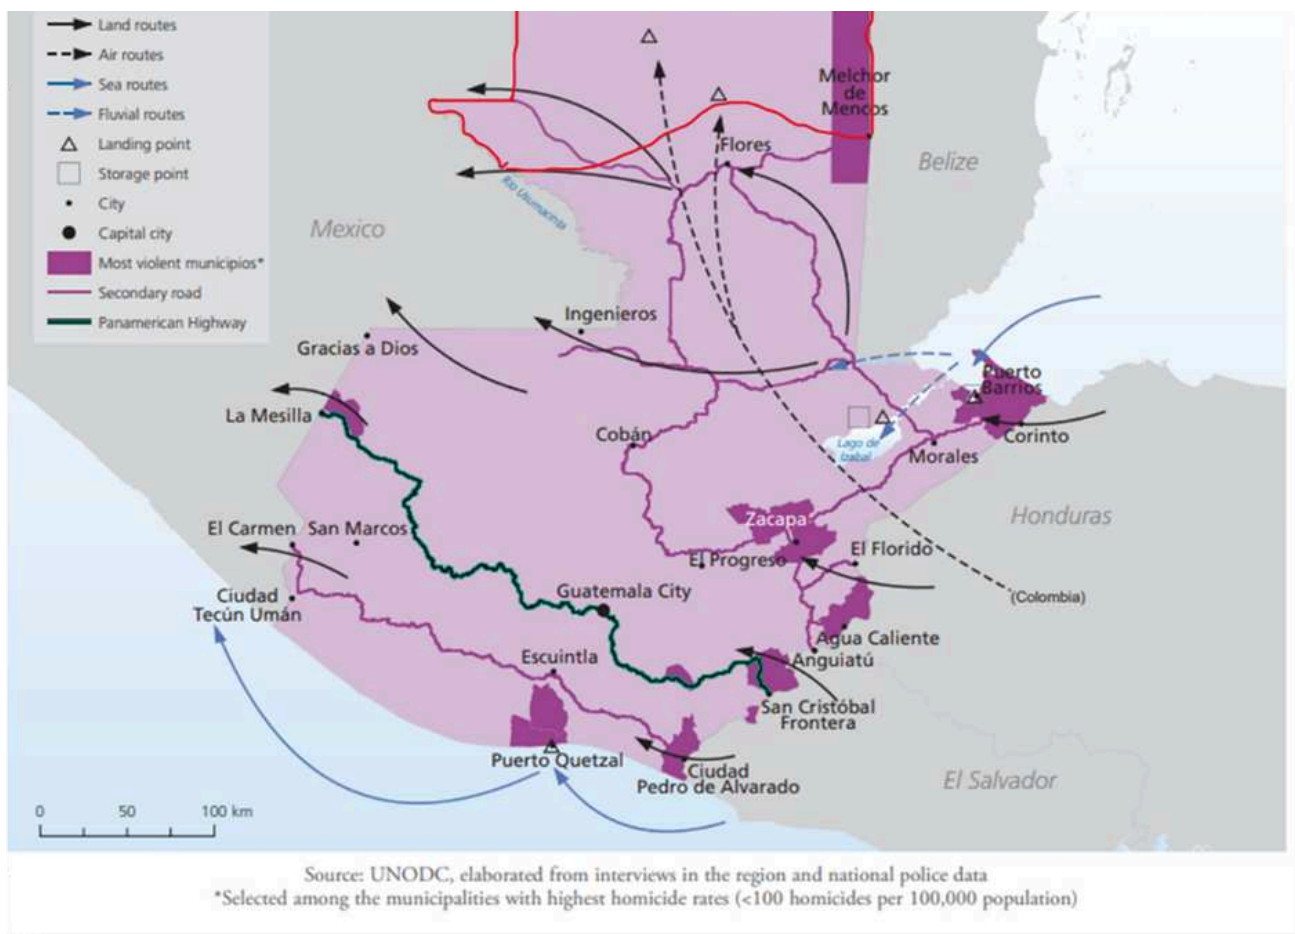 Land routes
Air routes
Sea routes
Fluvial routes
Landing point
Storage point
City
Capital city
Most violent municipios*
Secondary road
Panamerican Highway
Melchor
de
Mencos
Flores
Belize
Río Usumacinta
Mexico
Ingenieros
Gracias a Dios
Puerto
Barrios
La Mesilla
Cobán
Corinto
Lago de
Izabal
Morales
Honduras
Zacapa
El Carmen
San Marcos
El Progreso
El Florido
Guatemala City
(Colombia)
Ciudad
Tecún Umán
Agua Caliente
Anguiatú
Escuintla
San Cristóbal
Frontera
Puerto Quetzal
Ciudad
Pedro de Alvarado
El Salvador
0 50 100 km
Source: UNODC, elaborated from interviews in the region and national police data
*Selected among the municipalities with highest homicide rates (<100 homicides per 100,000 population)